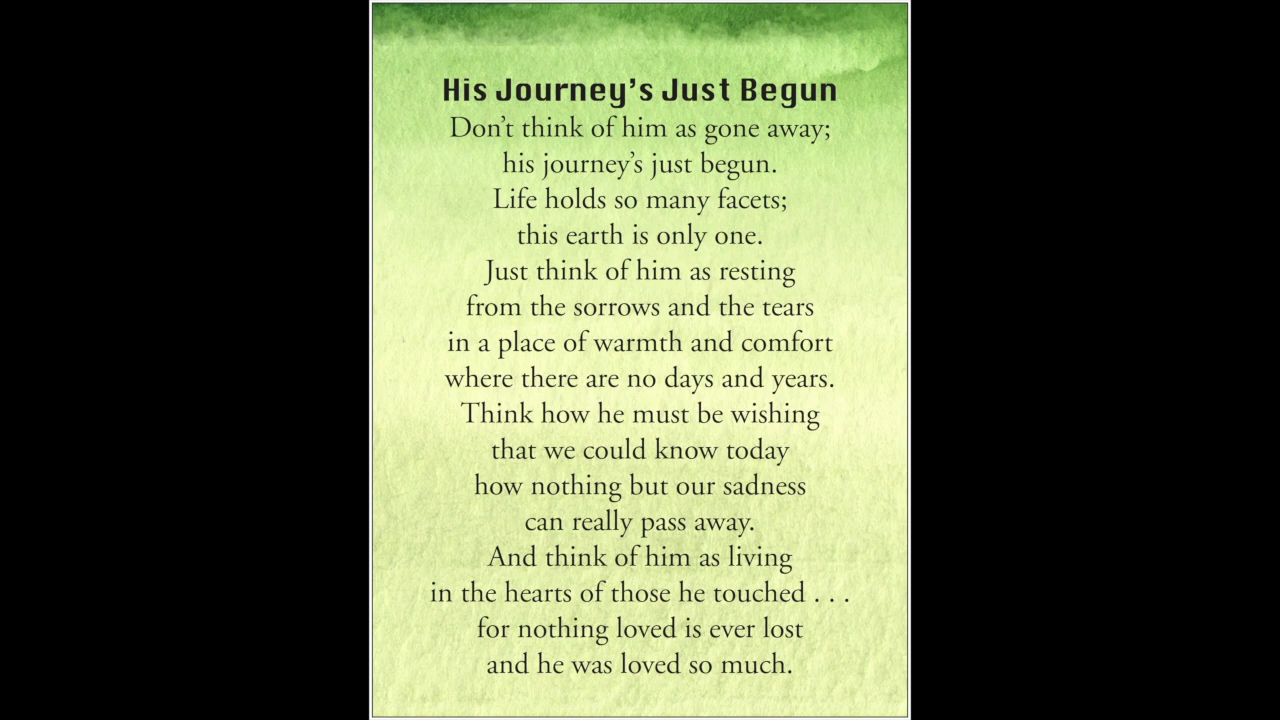 His Journey's Just Begun
Don't think of him as gone away;
his journey's just begun.
Life holds so many facets;
this earth is only one.
Just think of him as resting
from the sorrows and the tears
in a place of warmth and comfort
where there are no days and years.
Think how he must be wishing
that we could know today
how nothing but our sadness
can really pass away.
And think of him as living
in the hearts of those he touched . . .
for nothing loved is ever lost
and he was loved so much.